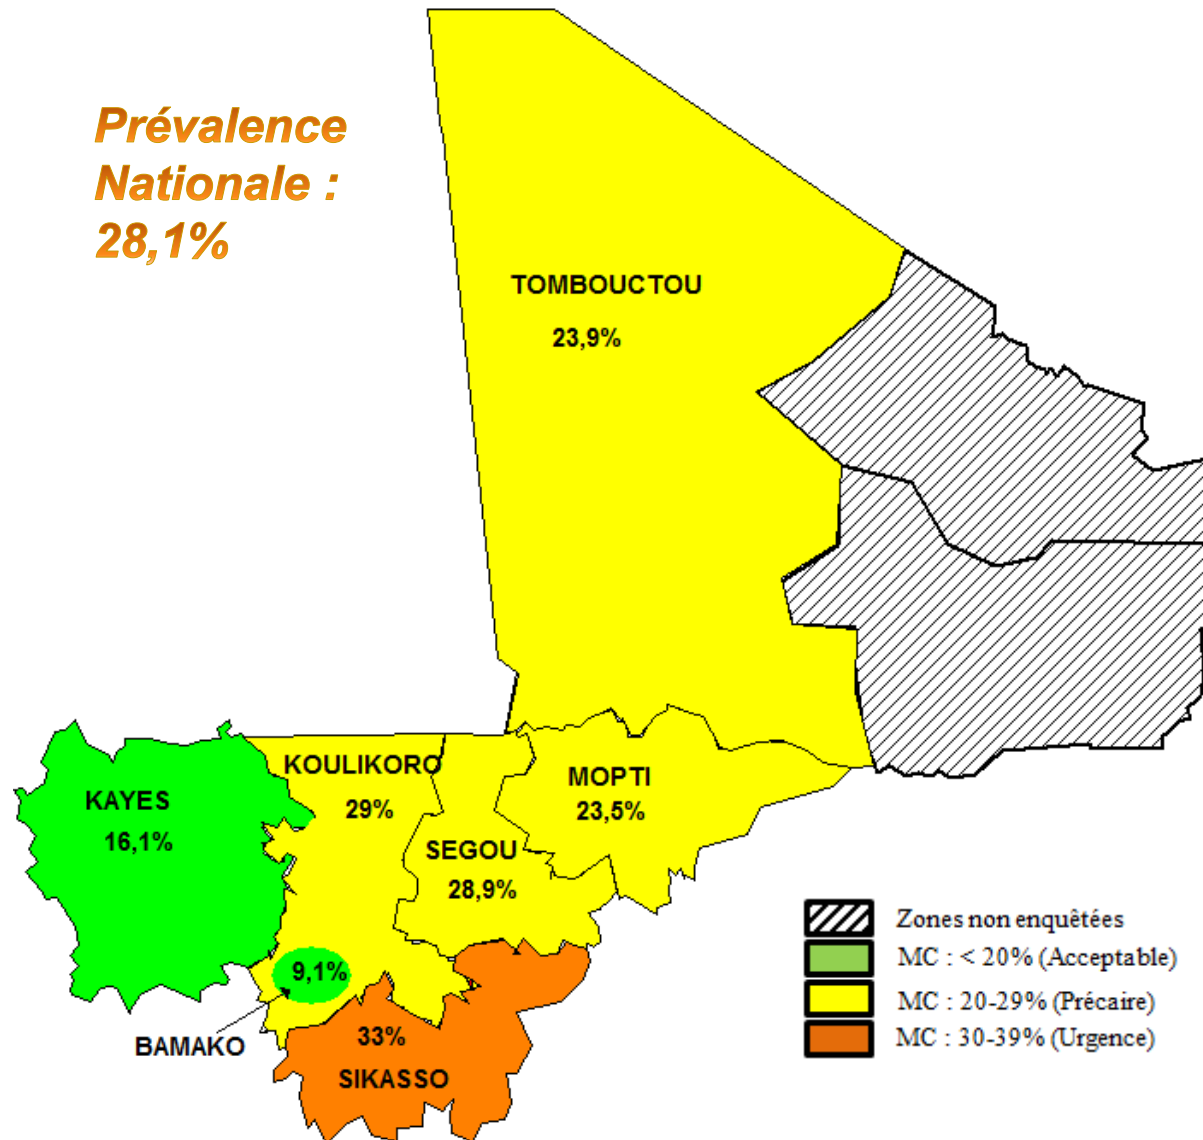 Prévalence
Nationale :
28,1%
TOMBOUCTOU
23,9%
KOULIKORO
29%
MOPTI
23,5%
KAYES
16,1%
SEGOU
28,9%
9,1%
BAMAKO
33%
SIKASSO
Zones non enquêtées
MC : < 20% (Acceptable)
MC : 20-29% (Précaire)
MC : 30-39% (Urgence)